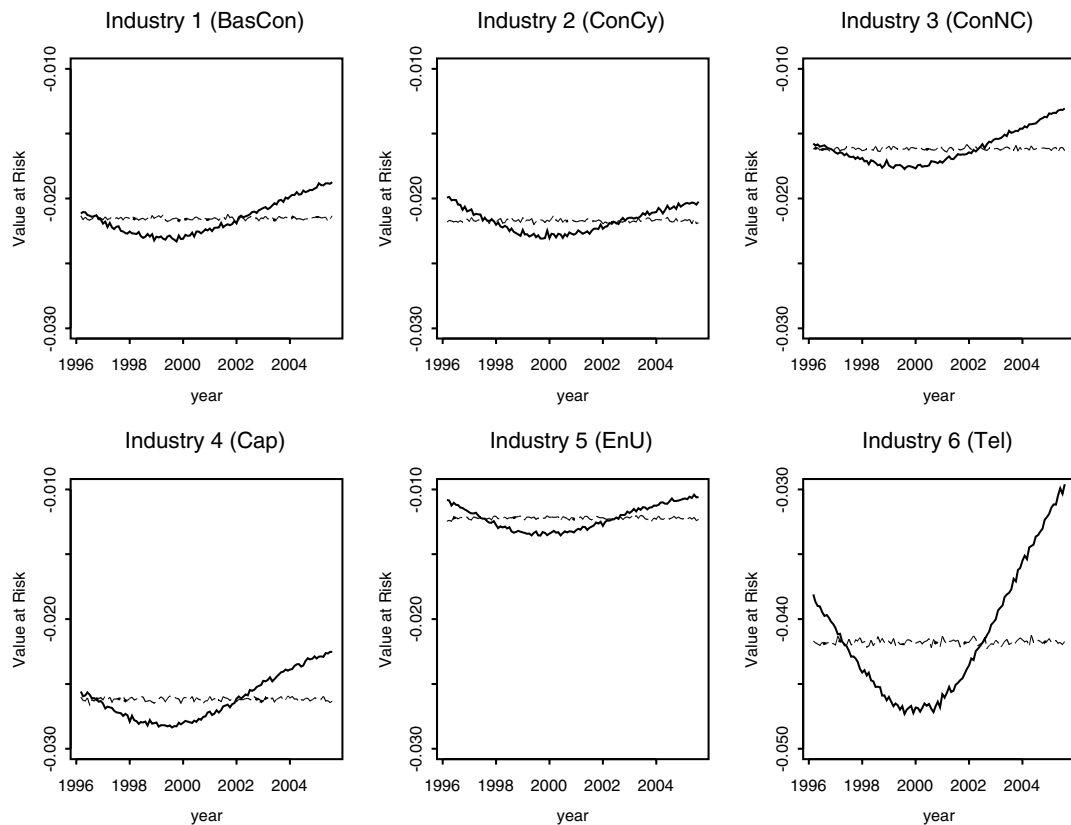 Industry 1 (BasCon)
Industry 2 (ConCy)
Industry 3 (ConNC)
Value at Risk
-0.010
-0.020
-0.030
1996 1998 2000 2002 2004
year
Value at Risk
-0.010
-0.020
-0.030
1996 1998 2000 2002 2004
year
Value at Risk
-0.010
-0.020
-0.030
1996 1998 2000 2002 2004
year
Industry 4 (Cap)
Industry 5 (EnU)
Industry 6 (Tel)
Value at Risk
-0.010
-0.020
-0.030
1996 1998 2000 2002 2004
year
Value at Risk
-0.010
-0.020
-0.030
1996 1998 2000 2002 2004
year
Value at Risk
-0.030
-0.040
-0.050
1996 1998 2000 2002 2004
year